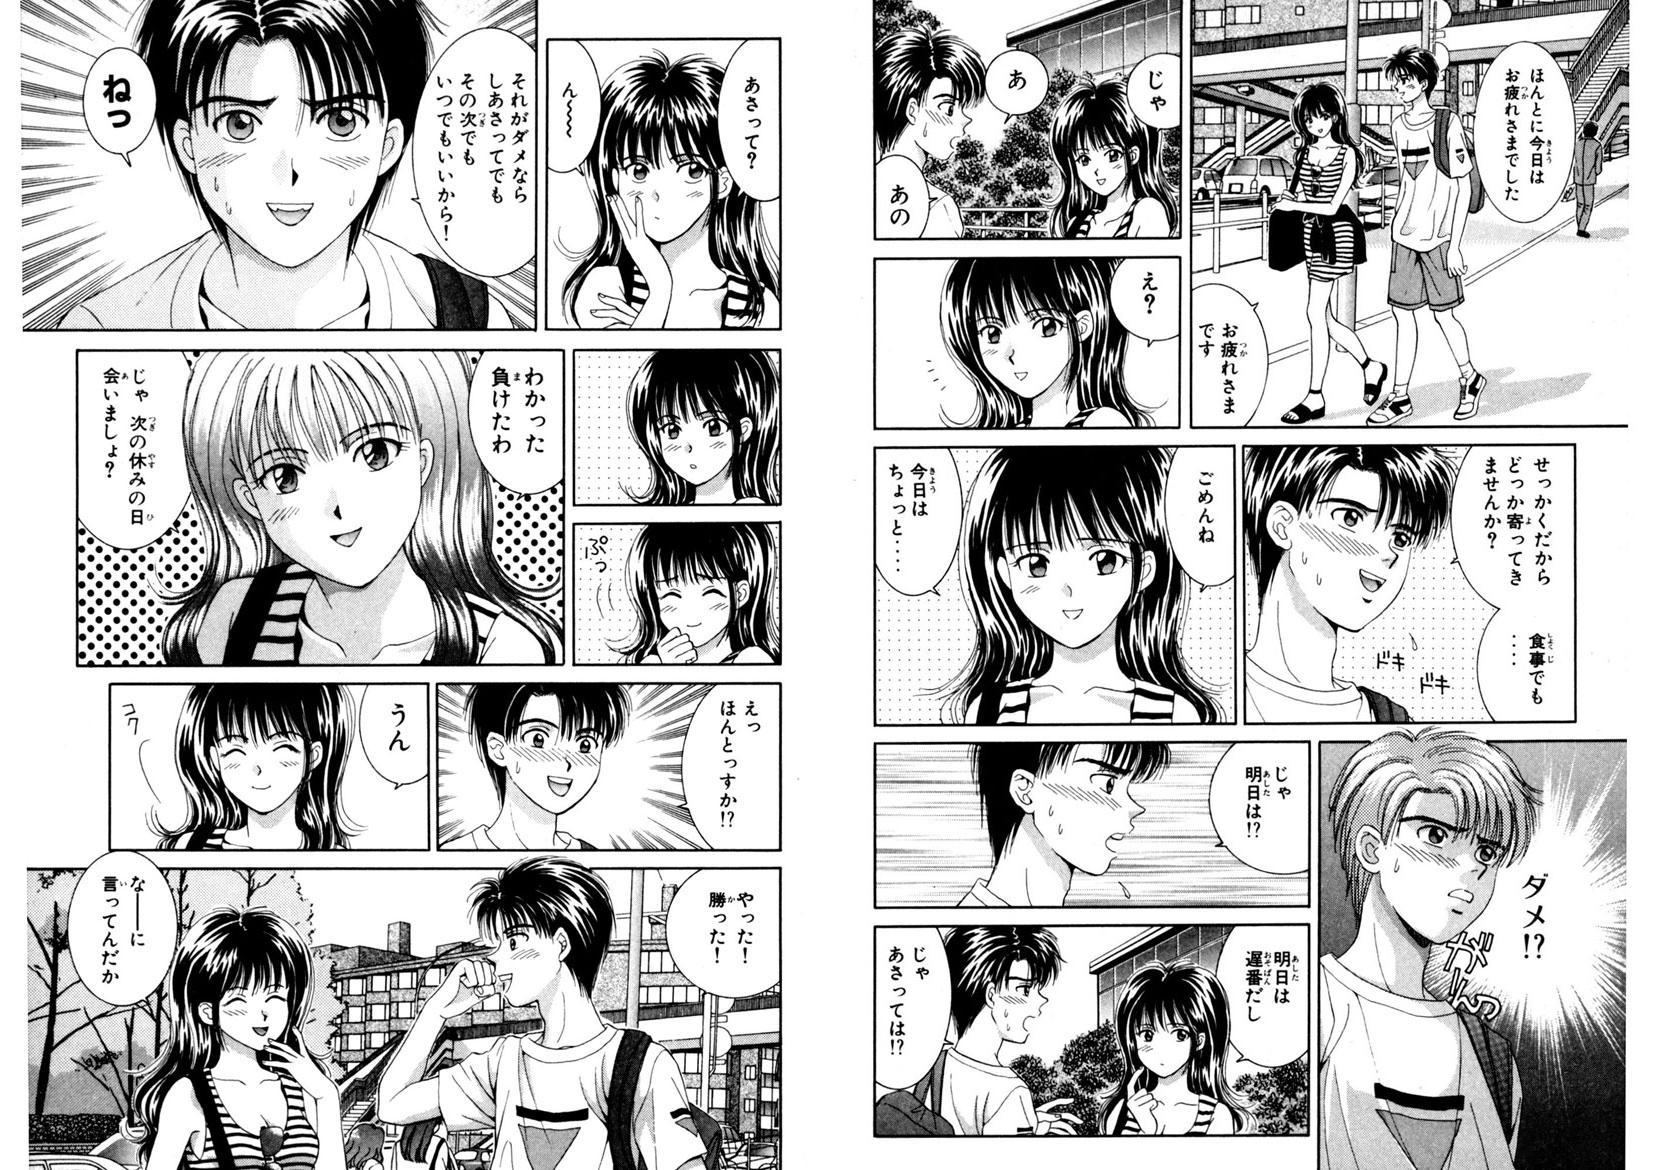 ほんとに今日は
お疲れさまでした
お疲れさま
です
じゃ
あ
あの
え?
せっかくだから
どっか寄ってき
ませんか?
食事でも
‥‥
ドキ
ドキ
ごめんね
今日は
ちょっと‥‥
ダメ!?
がーんっ
じゃ
明日は!?
明日は
遅番だし
じゃ
あさっては!?
あさって?
ん〜〜〜
それがダメなら
しあさってでも
その次でも
いつでもいいから!
ねっ
ぷっ
わかった
負けたわ
じゃ 次の休みの日
会いましょ?
えっ
ほんとっすか!?
うん
コク
やった!
勝った!
な――に
言ってんだか